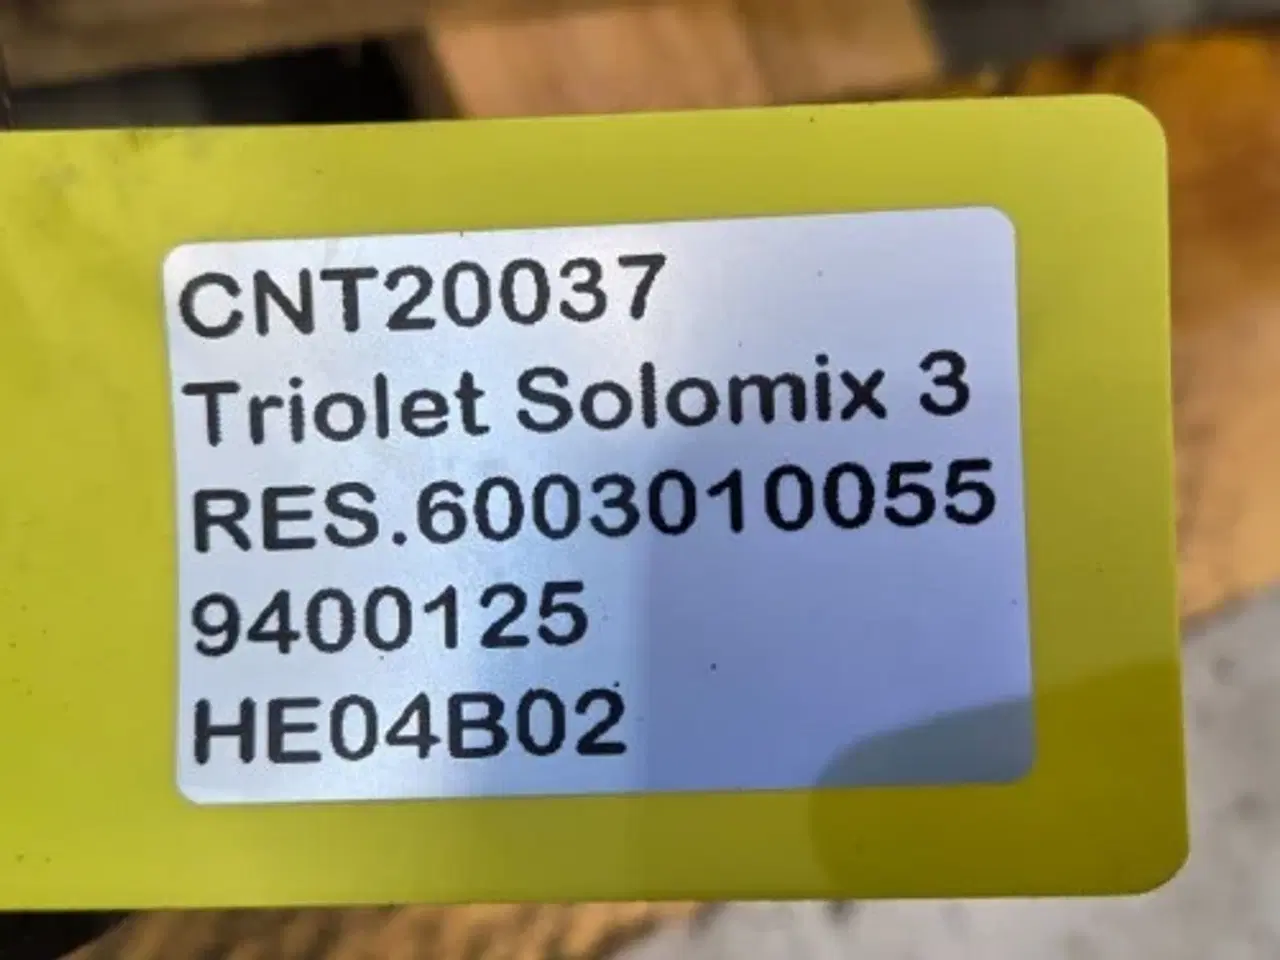 CNT20037
Triolet Solomix 3
RES.6003010055
9400125
HE04B02